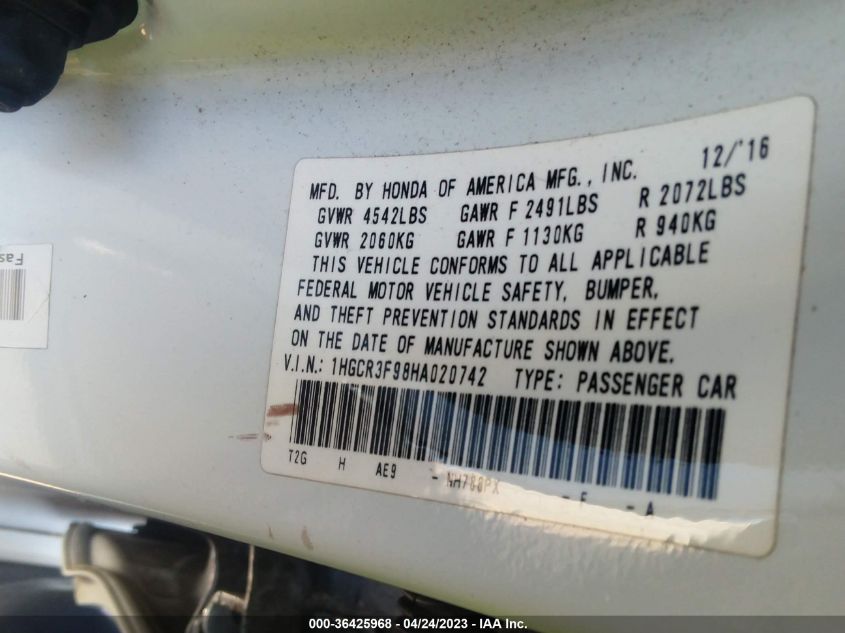 12/'16
MFD. BY HONDA OF AMERICA MFG., INC.
GVWR 4542LBS GAWR F 2491LBS R 2072LBS
GVWR 2060KG GAWR F 1130KG R 940KG
THIS VEHICLE CONFORMS TO ALL APPLICABLE
FEDERAL MOTOR VEHICLE SAFETY, BUMPER,
AND THEFT PREVENTION STANDARDS IN EFFECT
ON THE DATE OF MANUFACTURE SHOWN ABOVE.
V.I.N.: 1HGCR3F98HA020742 TYPE: PASSENGER CAR
T2G H AE9 - NH788PX - F - A
Fas
000-36425968 - 04/24/2023 - IAA Inc.